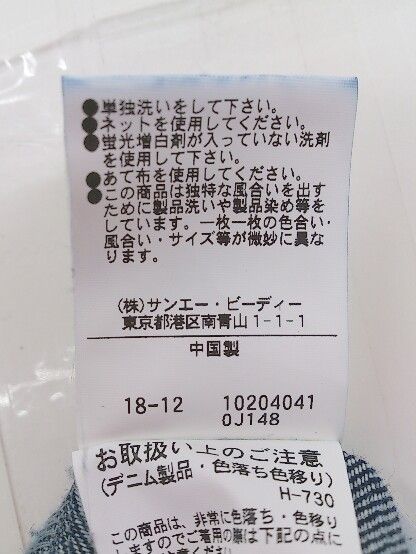 ●単独洗いをして下さい。
●ネットを使用してください。
●蛍光増白剤が入っていない洗剤
を使用して下さい。
●あて布を使用してください。
●この商品は独特な風合いを出す
ために製品洗いや製品染め等を
しています。一枚一枚の色合い・
風合い・サイズ等が微妙に異な
ります。
(株)サンエー・ビーディー
東京都港区南青山1-1-1
中国製
18-12 10204041
0J148
お取扱い上のご注意
(デニム製品・色落ち色移り)
H-730
この商品は、非常に色落ち・色移り
しますのでご着用の際は下記の点に